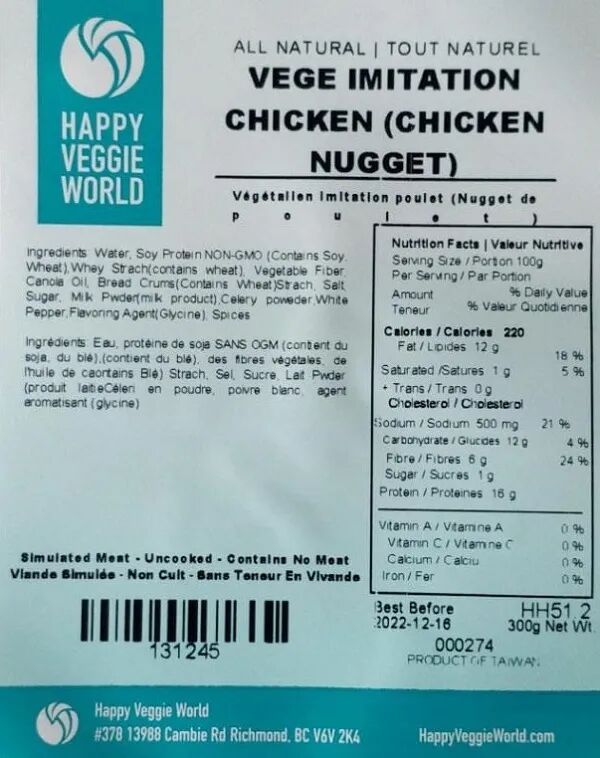 ALL NATURAL | TOUT NATUREL
VEGE IMITATION
CHICKEN (CHICKEN
NUGGET)
Végétalien Imitation poulet (Nugget de
p o u l e t )
HAPPY
VEGGIE
WORLD
Ingredients Water, Soy Protein NON-GMO (Contains Soy,
Wheat),Whey Strach(contains wheat), Vegetable Fiber,
Canola Oil, Bread Crums(Contains Wheat)Strach, Salt,
Sugar, Milk Pwder(milk product),Celery poweder,White
Pepper,Flavoring Agent(Glycine), Spices
Ingrédients: Eau, protéine de soja SANS OGM (contient du
soja, du blé),(contient du blé), des fibres végétales, de
l'huile de caontains Blé) Strach, Sel, Sucre, Lait Pwder
(produit laitieCéleri en poudre, poivre blanc, agent
aromatisant (glycine)
Nutrition Facts | Valeur Nutritive
Serving Size / Portion 100g
Per Serving / Par Portion
Amount % Daily Value
Teneur % Valeur Quotidienne
Calories / Calories 220
Fat / Lipides 12 g
18 %
Saturated /Satures 1 g 5 %
+ Trans / Trans 0 g
Cholesterol / Cholesterol
Sodium / Sodium 500 mg 21 %
Carbohydrate / Glucides 12 g 4 %
Fibre / Fibres 6 g 24 %
Sugar / Sucres 1 g
Protein / Proteines 16 g
Vitamin A / Vitamine A 0 %
Vitamin C / Vitamine C 0 %
Calcium / Calciu 0 %
Iron / Fer 0 %
Simulated Meat - Uncooked - Contains No Meat
Viande Simulée - Non Cuit - Sans Teneur En Vivande
131245
Best Before HH51.2
2022-12-16 300g Net Wt.
000274
PRODUCT OF TAIWAN
Happy Veggie World
#378 13988 Cambie Rd Richmond, BC V6V 2K4 HappyVeggieWorld.com